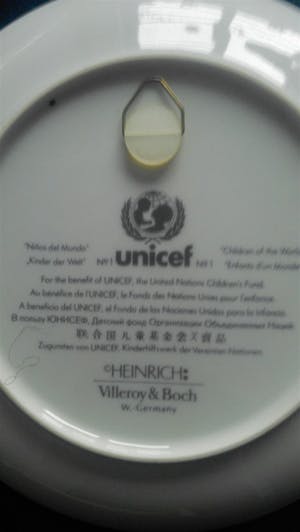 "Niños del Mundo" "Children of the World
"Kinder der Welt" Nº1 unicef Nº1 "Enfants d'un Monde
For the benefit of UNICEF, the United Nations Children's Fund.
Au bénéfice de l'UNICEF, le Fonds des Nations Unies pour l'enfance.
A beneficio del UNICEF, el Fondo de las Naciones Unidas para la Infancia.
В пользу ЮНИСЕФ, Детский фонд Организации Объединенных Наций
联合国儿童基金会
Zugunsten von UNICEF, Kinderhilfswerk der Vereinten Nationen.
©HEINRICH
Villeroy & Boch
W.-Germany